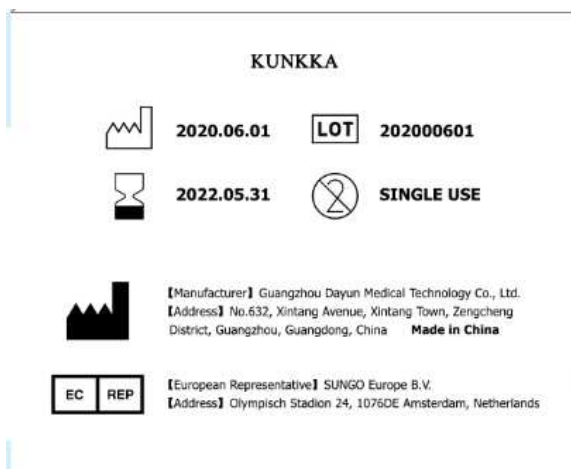 KUNKKA
2020.06.01 LOT 202000601
2022.05.31 2 SINGLE USE
【Manufacturer】Guangzhou Dayun Medical Technology Co., Ltd.
【Address】No.632, Xintang Avenue, Xintang Town, Zengcheng
District, Guangzhou, Guangdong, China Made in China
EC REP
【European Representative】SUNGO Europe B.V.
【Address】Olympisch Stadion 24, 1076DE Amsterdam, Netherlands